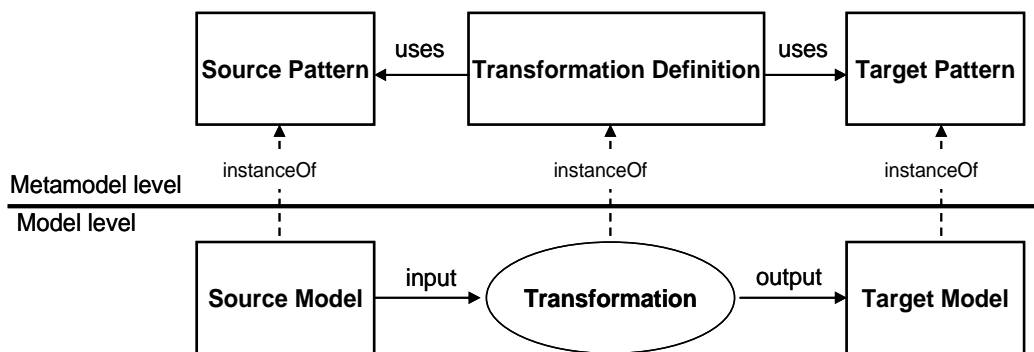 uses
uses
Source Pattern
Transformation Definition
Target Pattern
instanceOf
instanceOf
instanceOf
Metamodel level
Model level
input
output
Source Model
Transformation
Target Model